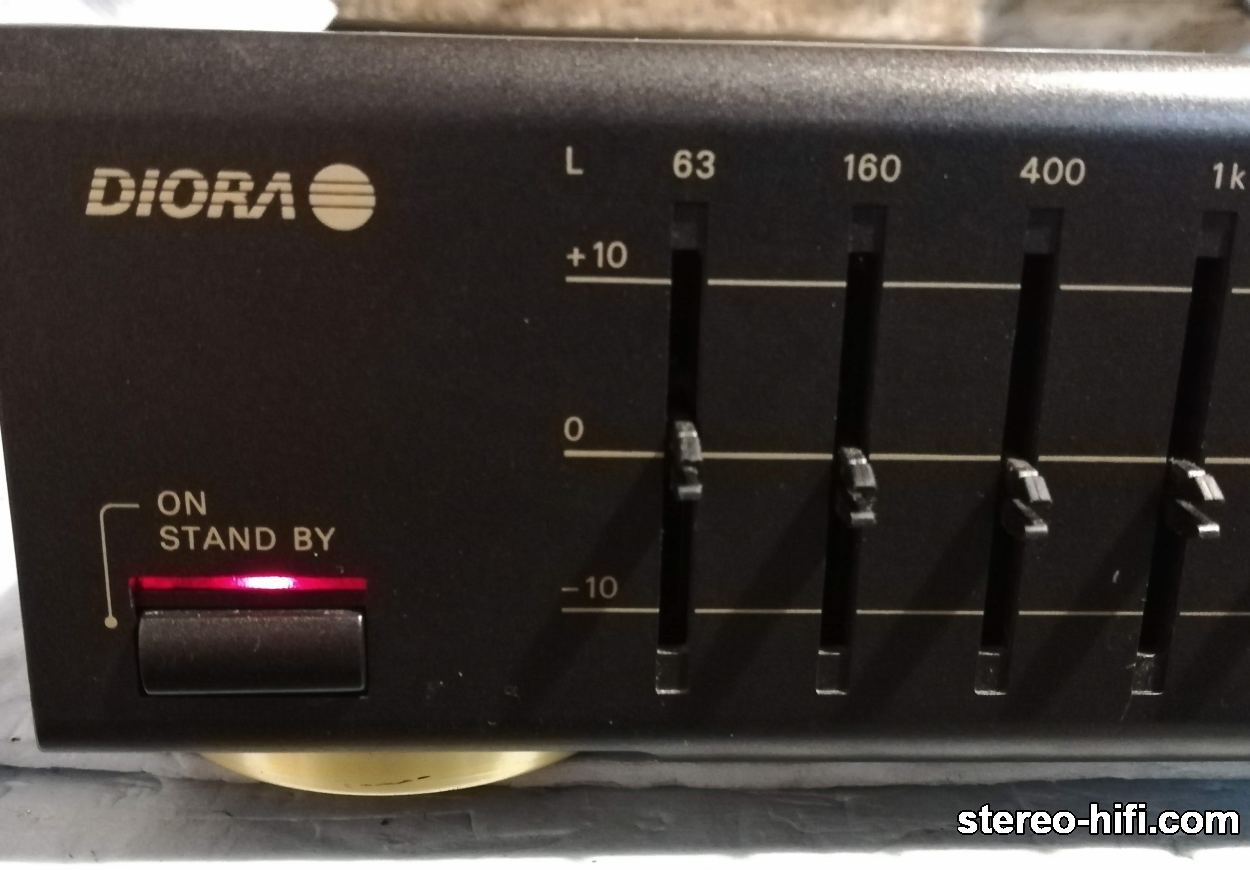 DIORA
L 63 160 400 1k
+10
0
ON
STAND BY
-10
stereo-hifi.com